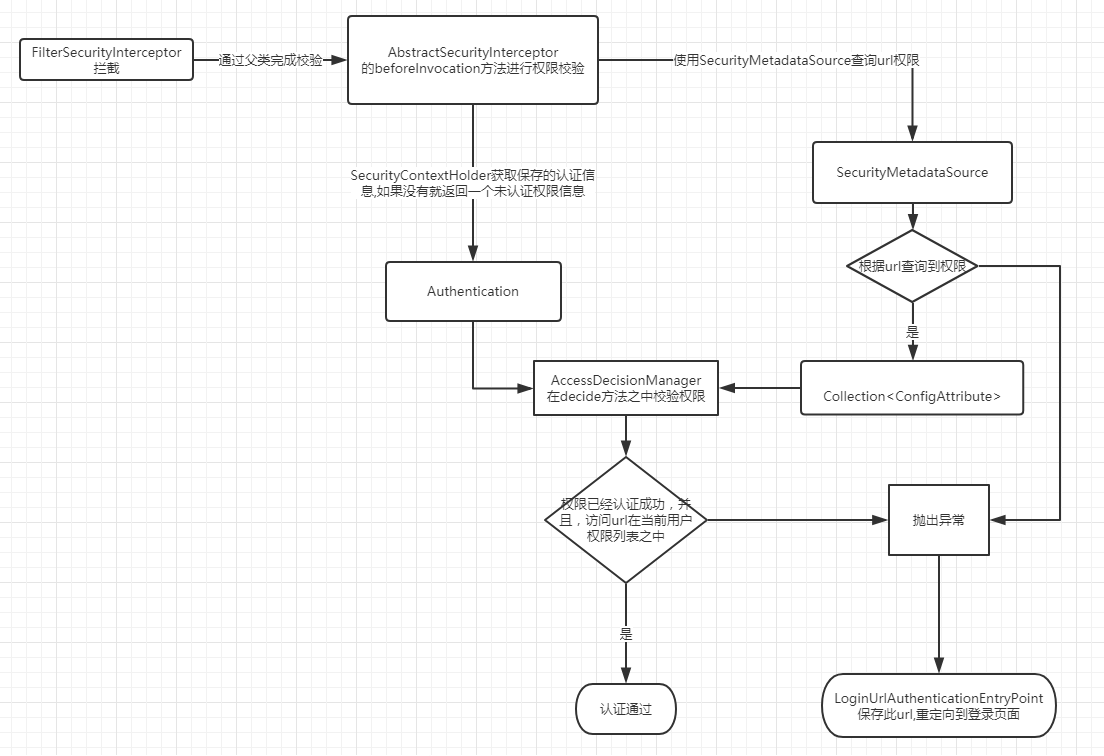 FilterSecurityInterceptor
拦截
通过父类完成校验
AbstractSecurityInterceptor
的beforeInvocation方法进行权限校验
使用SecurityMetadataSource查询url权限
SecurityContextHolder获取保存的认证信
息,如果没有就返回一个未认证权限信息
SecurityMetadataSource
根据url查询到权限
Authentication
是
AccessDecisionManager
在decide方法之中校验权限
Collection<ConfigAttribute>
权限已经认证成功，并
且，访问url在当前用户
权限列表之中
抛出异常
是
认证通过
LoginUrlAuthenticationEntryPoint
保存此url,重定向到登录页面